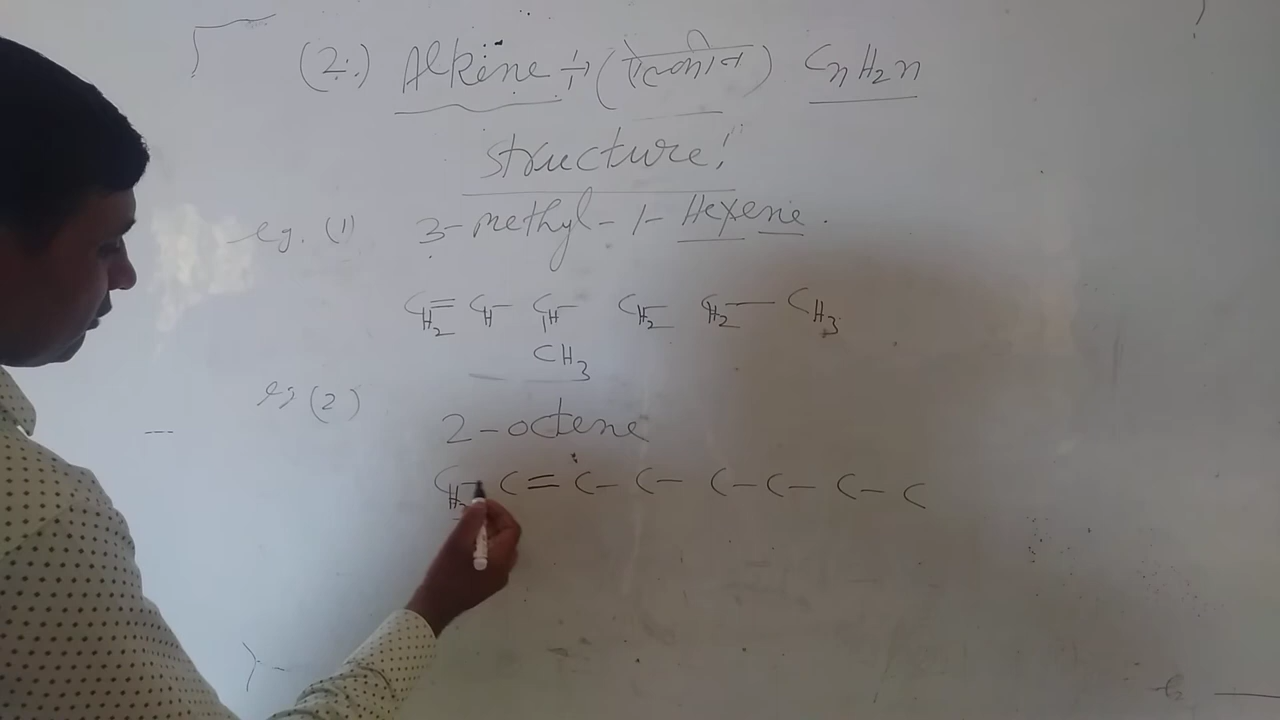 (2.) Alkene ÷ (एल्कीन) CnH2n
structure!
eg. (1) 3-methyl-1-Hexene.
CH2=CH-CH-CH2-CH2-CH3
CH3
eg (2)
2-octene
CH3-C=C-C-C-C-C-C